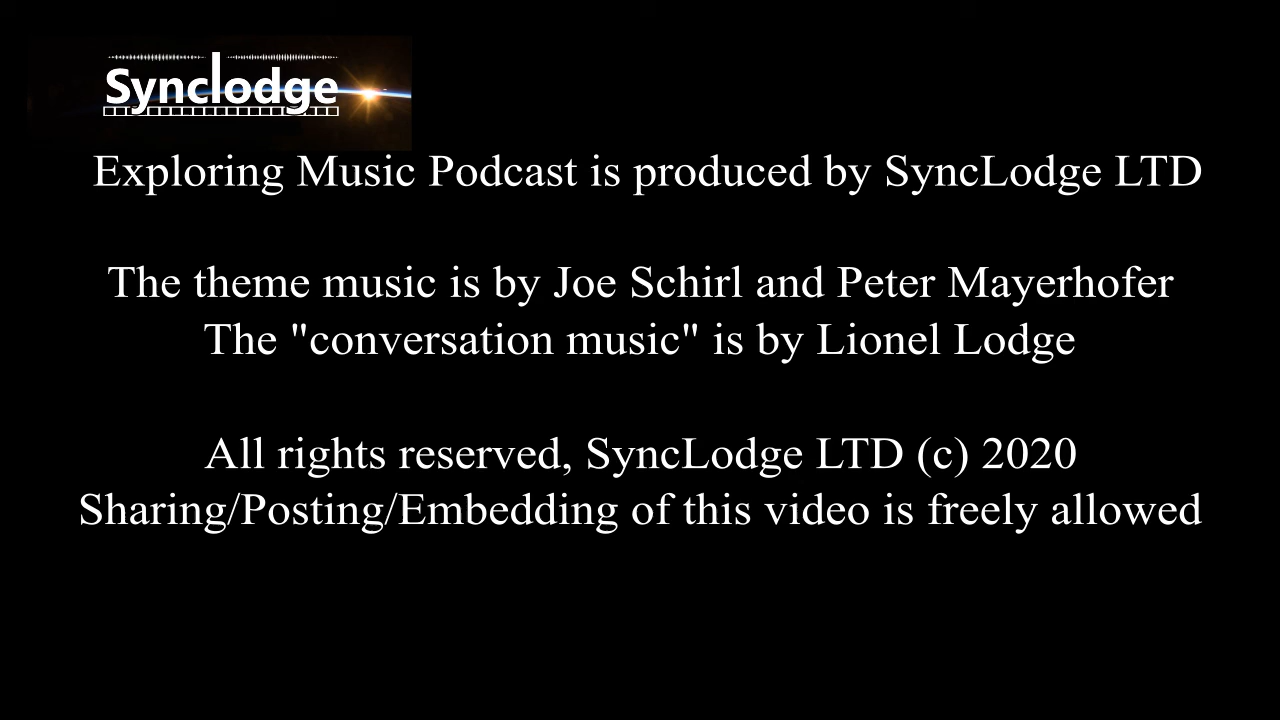 Synclodge
Exploring Music Podcast is produced by SyncLodge LTD
The theme music is by Joe Schirl and Peter Mayerhofer
The "conversation music" is by Lionel Lodge
All rights reserved, SyncLodge LTD (c) 2020
Sharing/Posting/Embedding of this video is freely allowed